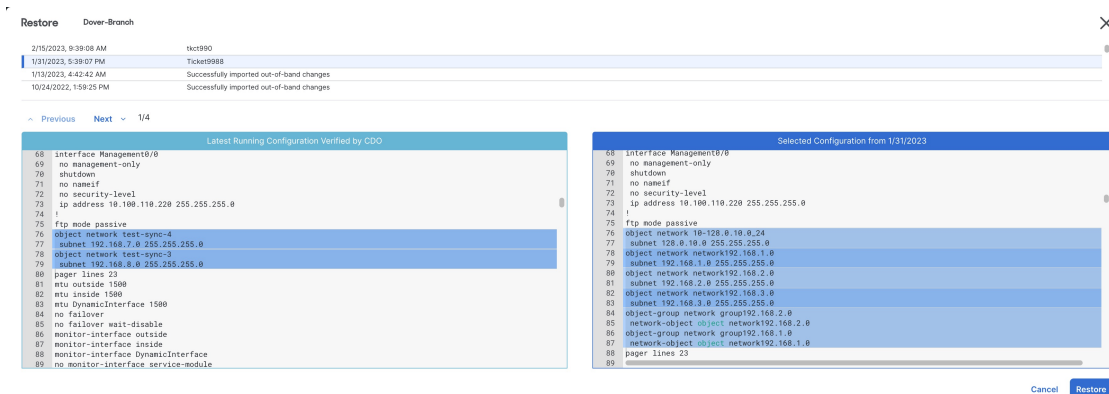 Restore Dover-Branch
2/15/2023, 9:39:08 AM tkct990
1/31/2023, 5:39:07 PM Ticket9988
1/13/2023, 4:42:42 AM Successfully imported out-of-band changes
10/24/2022, 1:59:25 PM Successfully imported out-of-band changes
Previous Next 1/4
Latest Running Configuration Verified by CDO
68 interface Management0/0
69 no management-only
70 shutdown
71 no nameif
72 no security-level
73 ip address 10.100.110.220 255.255.255.0
74 !
75 ftp mode passive
76 object network test-sync-4
77 subnet 192.168.7.0 255.255.255.0
78 object network test-sync-3
79 subnet 192.168.8.0 255.255.255.0
80 pager lines 23
81 mtu outside 1500
82 mtu inside 1500
83 mtu DynamicInterface 1500
84 no failover
85 no failover wait-disable
86 monitor-interface outside
87 monitor-interface inside
88 monitor-interface DynamicInterface
89 no monitor-interface service-module
Selected Configuration from 1/31/2023
68 interface Management0/0
69 no management-only
70 shutdown
71 no nameif
72 no security-level
73 ip address 10.100.110.220 255.255.255.0
74 !
75 ftp mode passive
76 object network 10-128.0.10.0_24
77 subnet 128.0.10.0 255.255.255.0
78 object network network192.168.1.0
79 subnet 192.168.1.0 255.255.255.0
80 object network network192.168.2.0
81 subnet 192.168.2.0 255.255.255.0
82 object network network192.168.3.0
83 subnet 192.168.3.0 255.255.255.0
84 object-group network group192.168.2.0
85 network-object object network192.168.2.0
86 object-group network group192.168.1.0
87 network-object object network192.168.1.0
88 pager lines 23
89
Cancel Restore